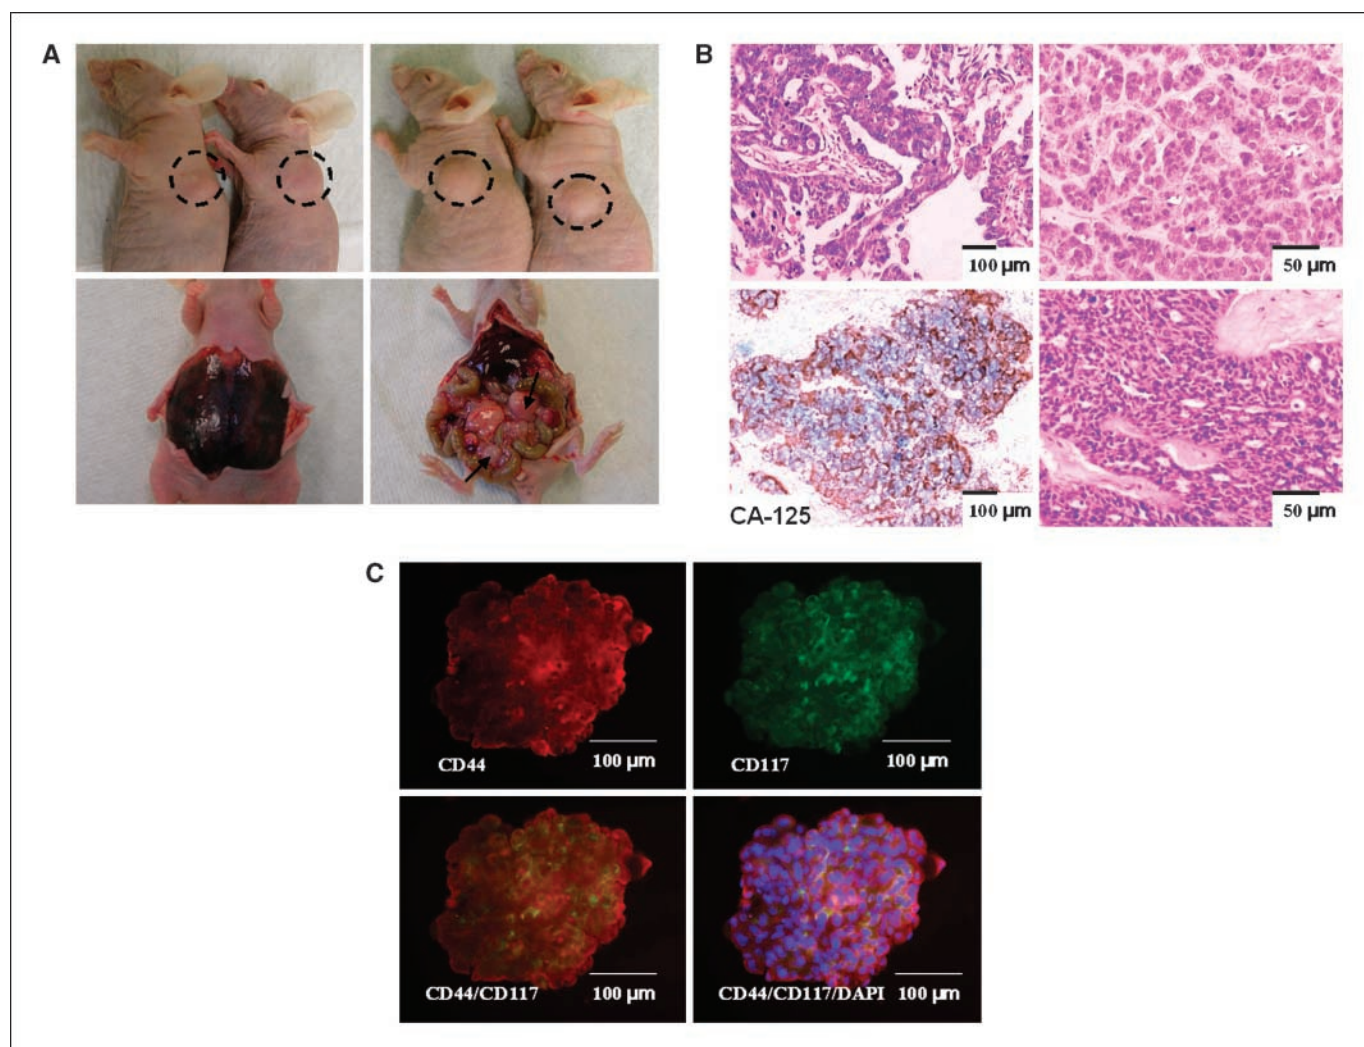 A
B
100 µm
50 µm
CA-125
100 µm
50 µm
C
CD44
100 µm
CD117
100 µm
CD44/CD117
100 µm
CD44/CD117/DAPI
100 µm